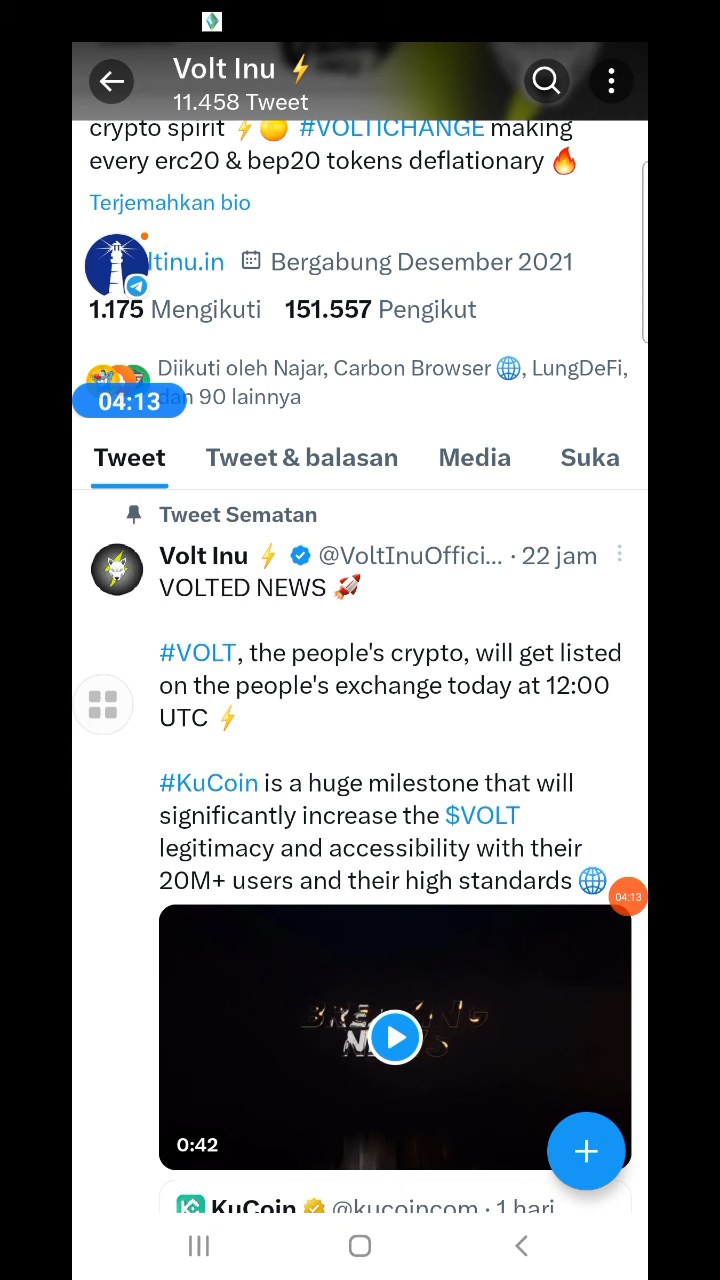 Volt Inu ⚡
11.458 Tweet
crypto spirit ⚡🟡 #VOLTICHANGE making
every erc20 & bep20 tokens deflationary 🔥
Terjemahkan bio
ltinu.in Bergabung Desember 2021
1.175 Mengikuti 151.557 Pengikut
Diikuti oleh Najar, Carbon Browser 🌐, LungDeFi,
dan 90 lainnya
04:13
Tweet Tweet & balasan Media Suka
Tweet Sematan
Volt Inu ⚡ @VoltInuOffici... · 22 jam
VOLTED NEWS 🚀
#VOLT, the people's crypto, will get listed
on the people's exchange today at 12:00
UTC ⚡
#KuCoin is a huge milestone that will
significantly increase the $VOLT
legitimacy and accessibility with their
20M+ users and their high standards 🌐
04:13
BREAKING
NEWS
0:42
KuCoin @kucoincom · 1 hari